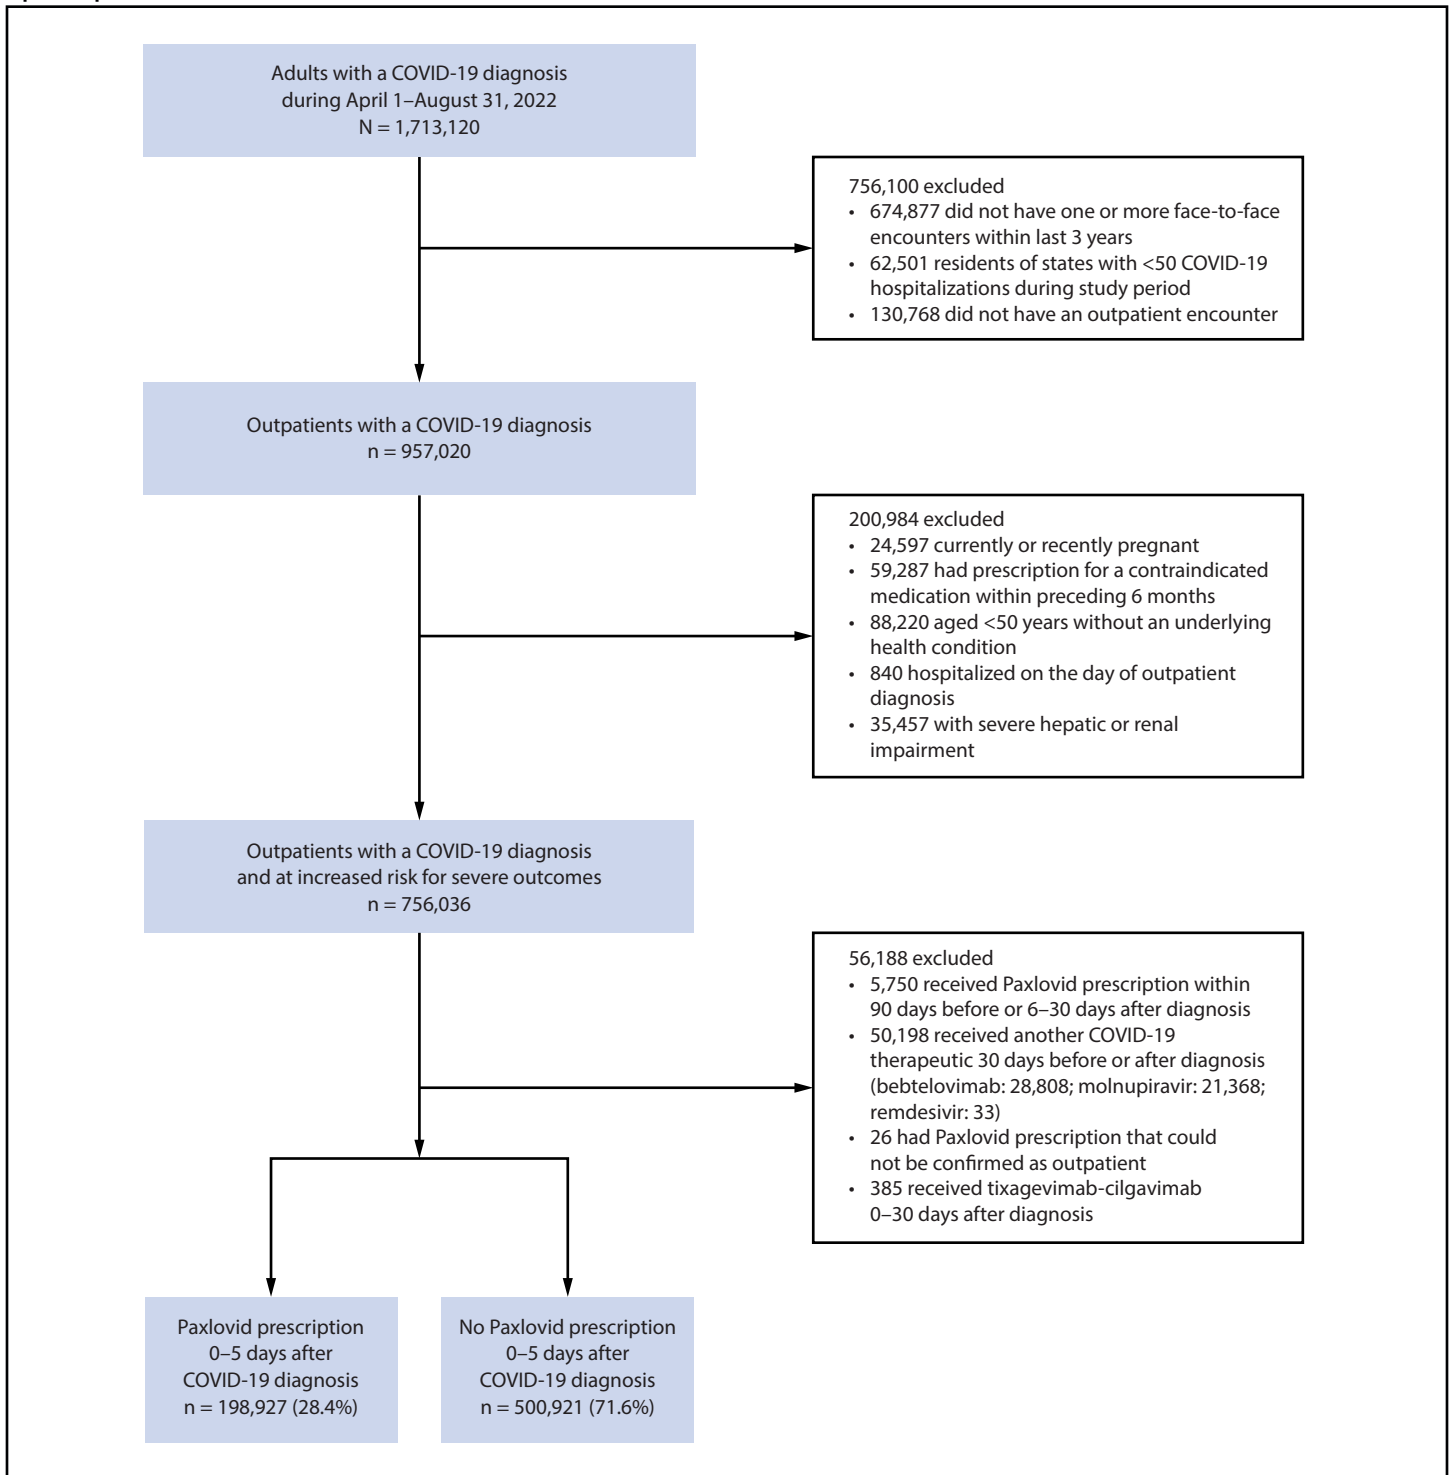 Adults with a COVID-19 diagnosis
during April 1–August 31, 2022
N = 1,713,120
756,100 excluded
• 674,877 did not have one or more face-to-face
encounters within last 3 years
• 62,501 residents of states with <50 COVID-19
hospitalizations during study period
• 130,768 did not have an outpatient encounter
Outpatients with a COVID-19 diagnosis
n = 957,020
200,984 excluded
• 24,597 currently or recently pregnant
• 59,287 had prescription for a contraindicated
medication within preceding 6 months
• 88,220 aged <50 years without an underlying
health condition
• 840 hospitalized on the day of outpatient
diagnosis
• 35,457 with severe hepatic or renal
impairment
Outpatients with a COVID-19 diagnosis
and at increased risk for severe outcomes
n = 756,036
56,188 excluded
• 5,750 received Paxlovid prescription within
90 days before or 6–30 days after diagnosis
• 50,198 received another COVID-19
therapeutic 30 days before or after diagnosis
(bebtelovimab: 28,808; molnupiravir: 21,368;
remdesivir: 33)
• 26 had Paxlovid prescription that could
not be confirmed as outpatient
• 385 received tixagevimab-cilgavimab
0–30 days after diagnosis
Paxlovid prescription
0–5 days after
COVID-19 diagnosis
n = 198,927 (28.4%)
No Paxlovid prescription
0–5 days after
COVID-19 diagnosis
n = 500,921 (71.6%)